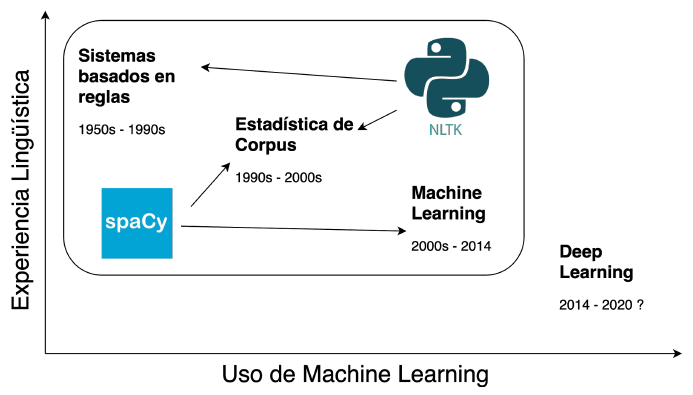 Experiencia Lingüística
Sistemas
basados en
reglas
1950s - 1990s
NLTK
Estadística de
Corpus
1990s - 2000s
spaCy
Machine
Learning
2000s - 2014
Deep
Learning
2014 - 2020 ?
Uso de Machine Learning